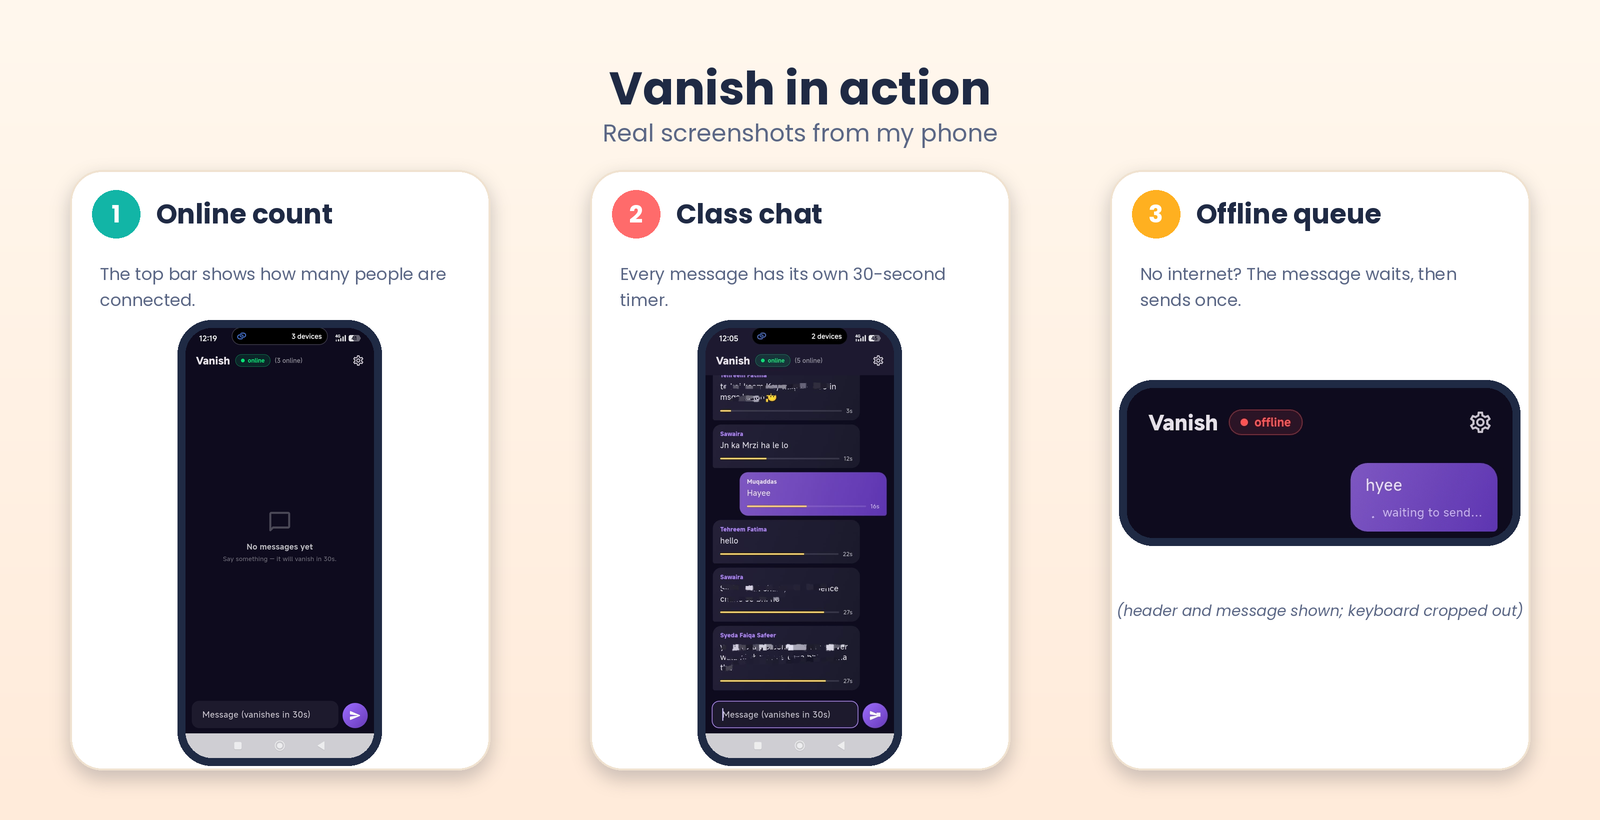 Vanish in action
Real screenshots from my phone
1 Online count
The top bar shows how many people are
connected.
12:19 3 devices
Vanish online (3 online)
No messages yet
Say something — it will vanish in 30s.
Message (vanishes in 30s)
2 Class chat
Every message has its own 30-second
timer.
12:05 2 devices
Vanish online (5 online)
Tehreem Fatima
in
3s
Sawaira
Jn ka Mrzi ha le lo
12s
Muqaddas
Hayee
16s
Tehreem Fatima
hello
22s
Sawaira
27s
Syeda Faiqa Safeer
27s
Message (vanishes in 30s)
3 Offline queue
No internet? The message waits, then
sends once.
Vanish offline
hyee
waiting to send...
(header and message shown; keyboard cropped out)